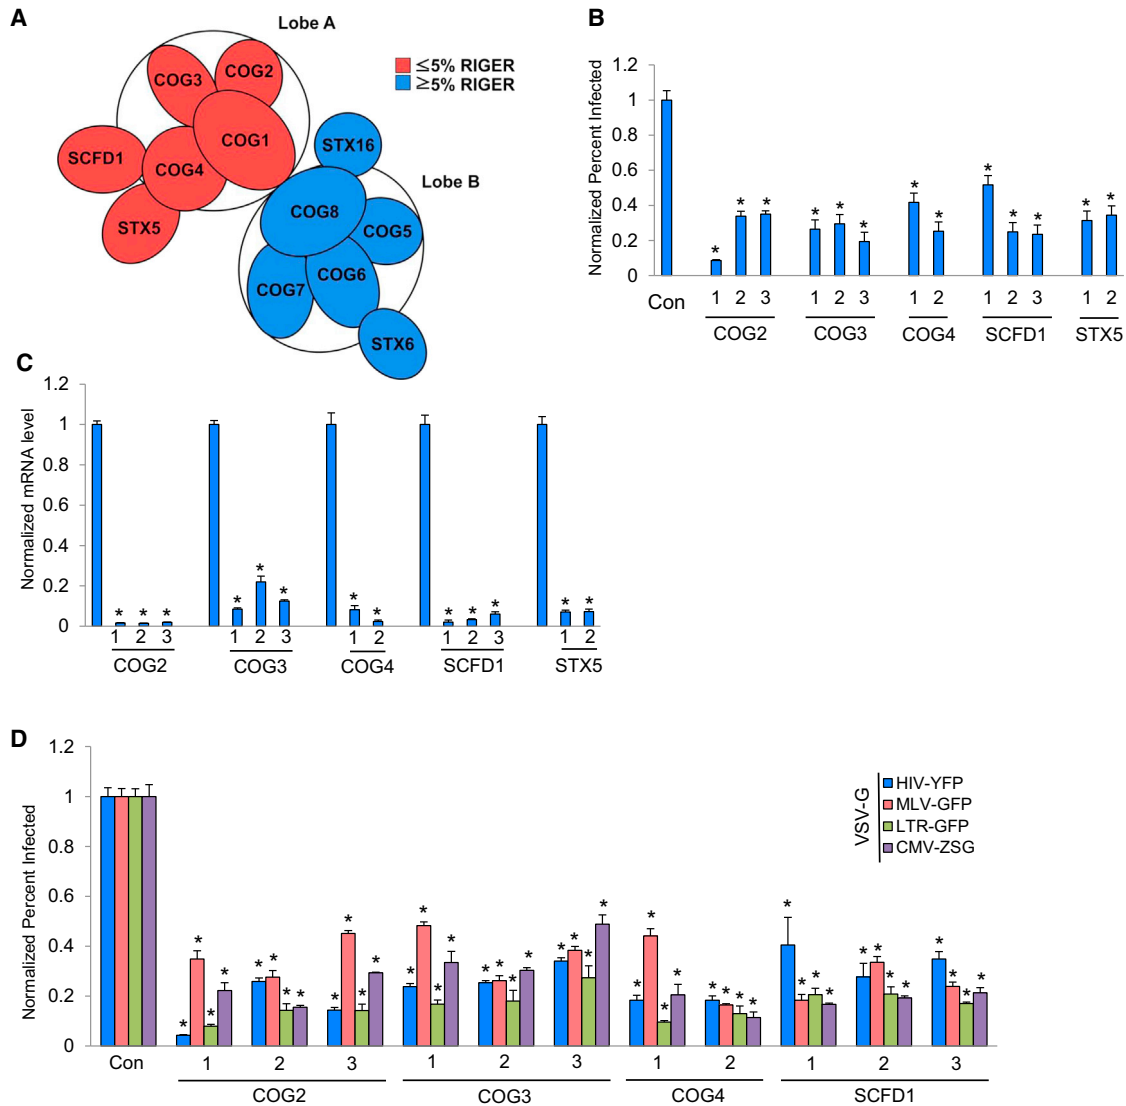 A
Lobe A
COG3
COG2
COG1
SCFD1
COG4
STX5
≤5% RIGER
≥5% RIGER
STX16
Lobe B
COG8
COG5
COG6
COG7
STX6
B
Normalized Percent Infected
1.2
1
0.8
0.6
0.4
0.2
0
* * * * * * * * * * * * *
Con
1 2 3 1 2 3 1 2 1 2 3 1 2
COG2 COG3 COG4 SCFD1 STX5
C
Normalized mRNA level
1.2
1
0.8
0.6
0.4
0.2
0
* * * * * * * * * * * * *
1 2 3 1 2 3 1 2 1 2 3 1 2
COG2 COG3 COG4 SCFD1 STX5
D
Normalized Percent Infected
1.2
1
0.8
0.6
0.4
0.2
0
VSV-G
HIV-YFP
MLV-GFP
LTR-GFP
CMV-ZSG
* * * * * * * * * * * * * * * * * * * * * * * * * * * * * * * * * * * * * * * * * * * *
Con 1 2 3 1 2 3 1 2 1 2 3
COG2 COG3 COG4 SCFD1